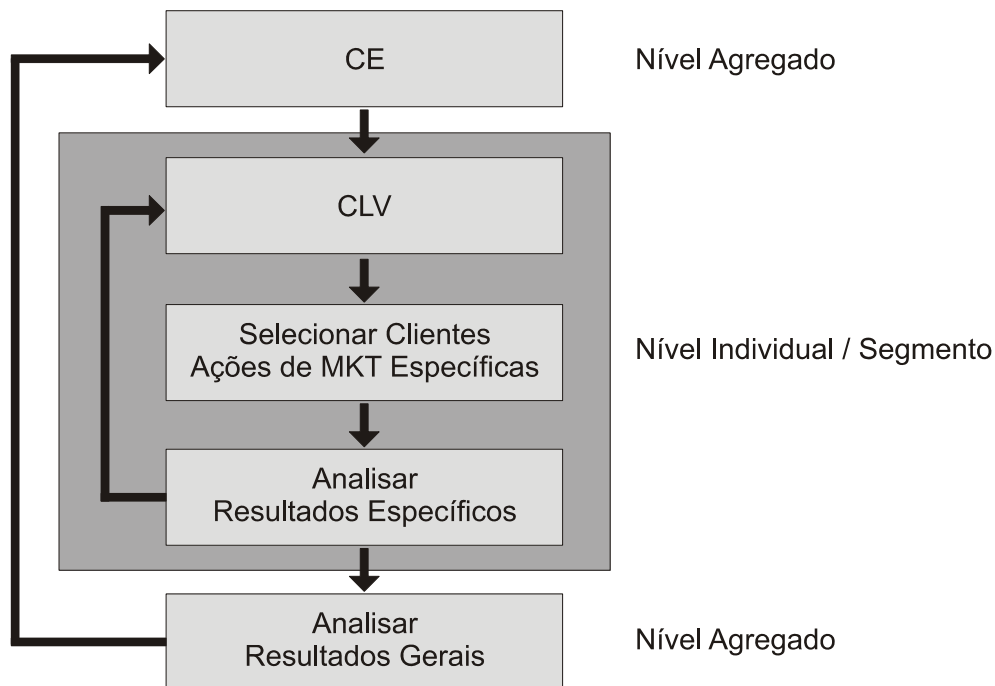 CE
Nível Agregado
CLV
Selecionar Clientes
Ações de MKT Específicas
Nível Individual / Segmento
Analisar
Resultados Específicos
Analisar
Resultados Gerais
Nível Agregado